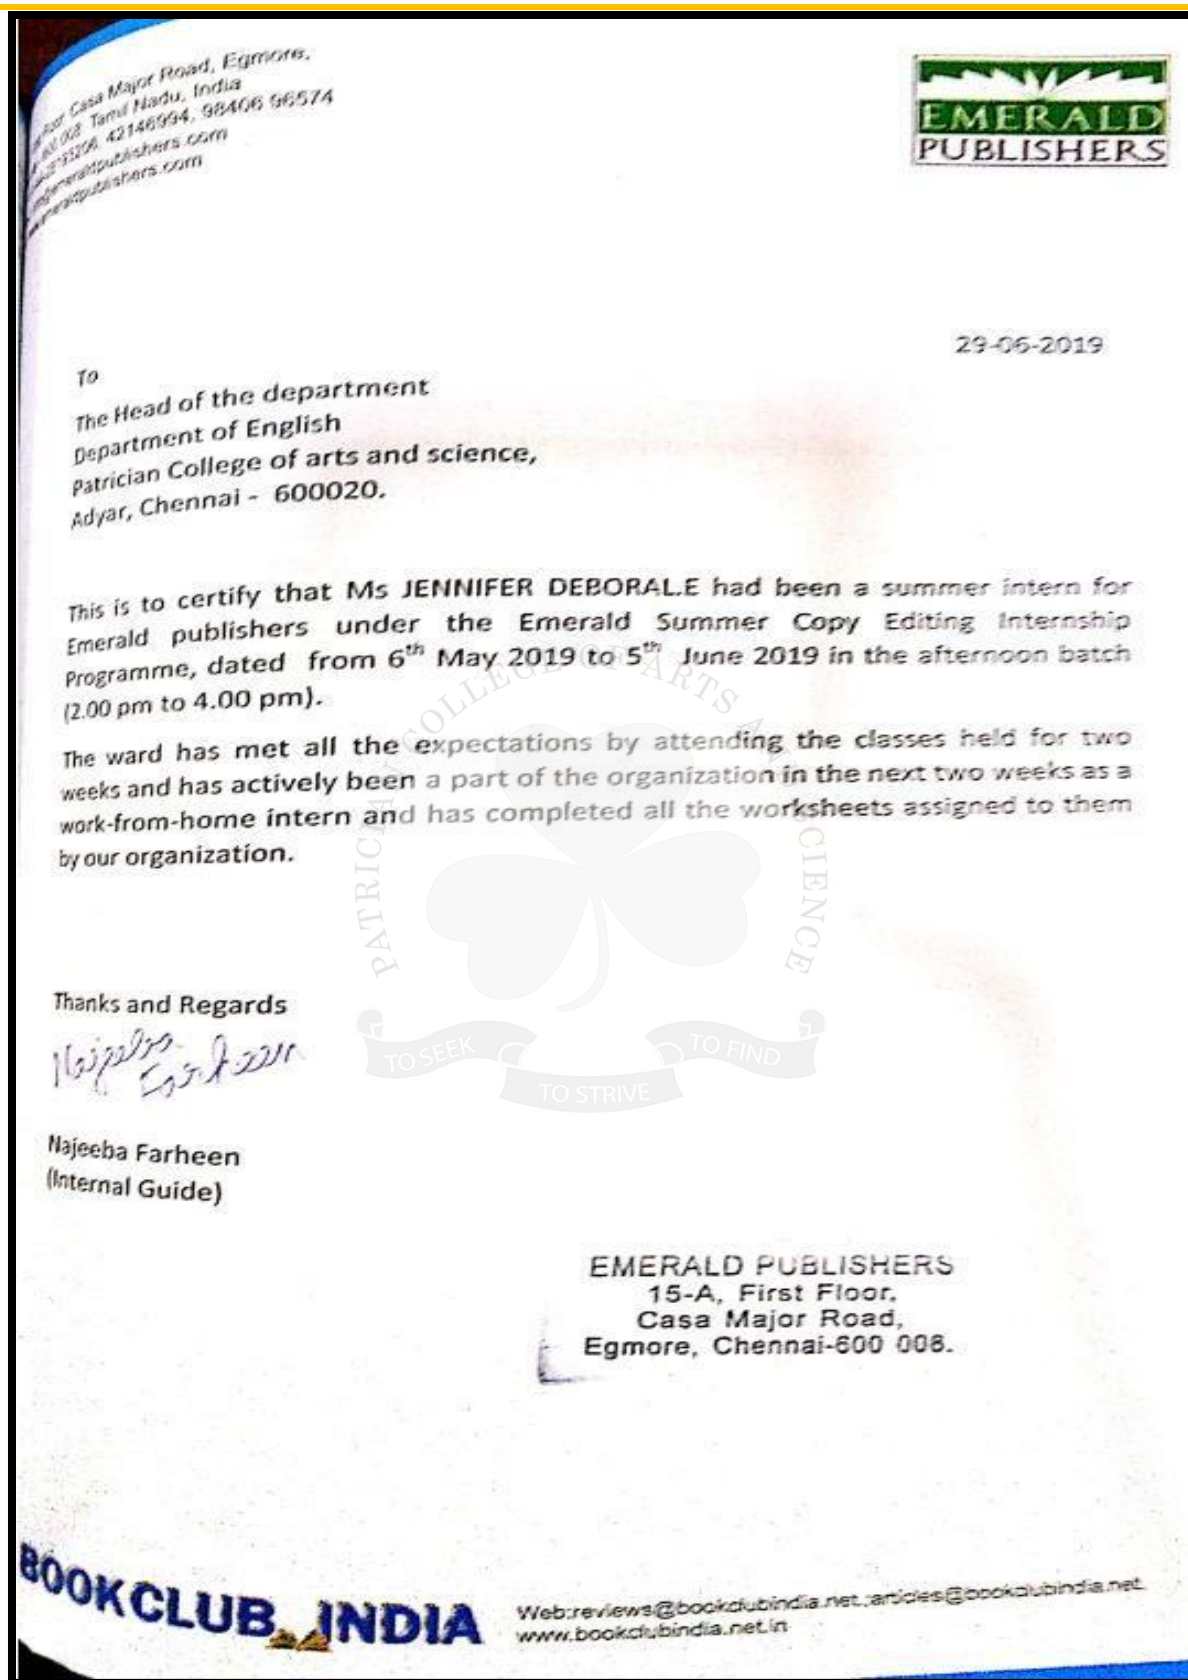 Casa Major Road, Egmore,
008 Tamil Nadu, India
42146994, 98406 96574
emeraldpublishers.com
emeraldpublishers.com
EMERALD
PUBLISHERS
29-06-2019
To
The Head of the department
Department of English
Patrician College of arts and science,
Adyar, Chennai - 600020.
This is to certify that Ms JENNIFER DEBORALE had been a summer intern for
Emerald publishers under the Emerald Summer Copy Editing Internship
Programme, dated from 6th May 2019 to 5th June 2019 in the afternoon batch
(2.00 pm to 4.00 pm).
The ward has met all the expectations by attending the classes held for two
weeks and has actively been a part of the organization in the next two weeks as a
work-from-home intern and has completed all the worksheets assigned to them
by our organization.
PATRICIAN COLLEGE OF ARTS AND SCIENCE
TO SEEK
TO STRIVE
TO FIND
Thanks and Regards
Najeeba
Farheen
Najeeba Farheen
(Internal Guide)
EMERALD PUBLISHERS
15-A, First Floor,
Casa Major Road,
Egmore, Chennai-600 008.
BOOKCLUB INDIA
Web:reviews@bookclubindia.net.;articles@bookclubindia.net.
www.bookclubindia.net.in